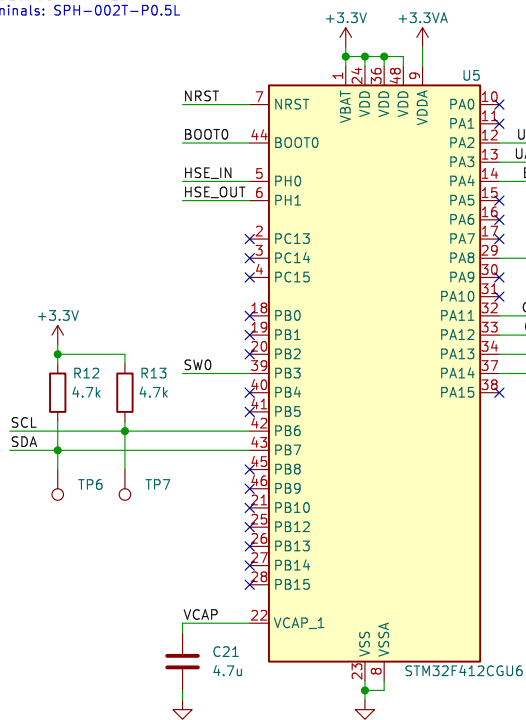 minals: SPH-002T-P0.5L
+3.3V +3.3VA
1 24 36 48 9 U5
VBAT VDD VDD VDD VDDA
NRST 7 NRST PA0 10
PA1 11
BOOT0 44 BOOT0 PA2 12
PA3 13
HSE_IN 5 PH0 PA4 14
HSE_OUT 6 PH1 PA5 15
PA6 16
2 PC13 PA7 17
3 PC14 PA8 29
4 PC15 PA9 30
PA10 31
18 PB0 PA11 32
+3.3V 19 PB1 PA12 33
20 PB2 PA13 34
R12 R13 SWO 39 PB3 PA14 37
4.7k 4.7k 40 PB4 PA15 38
41 PB5
SCL 42 PB6
SDA 43 PB7
45 PB8
TP6 TP7 46 PB9
21 PB10
25 PB12
26 PB13
27 PB14
28 PB15
VCAP 22 VCAP_1
C21 VSS VSSA
4.7u 23 8 STM32F412CGU6